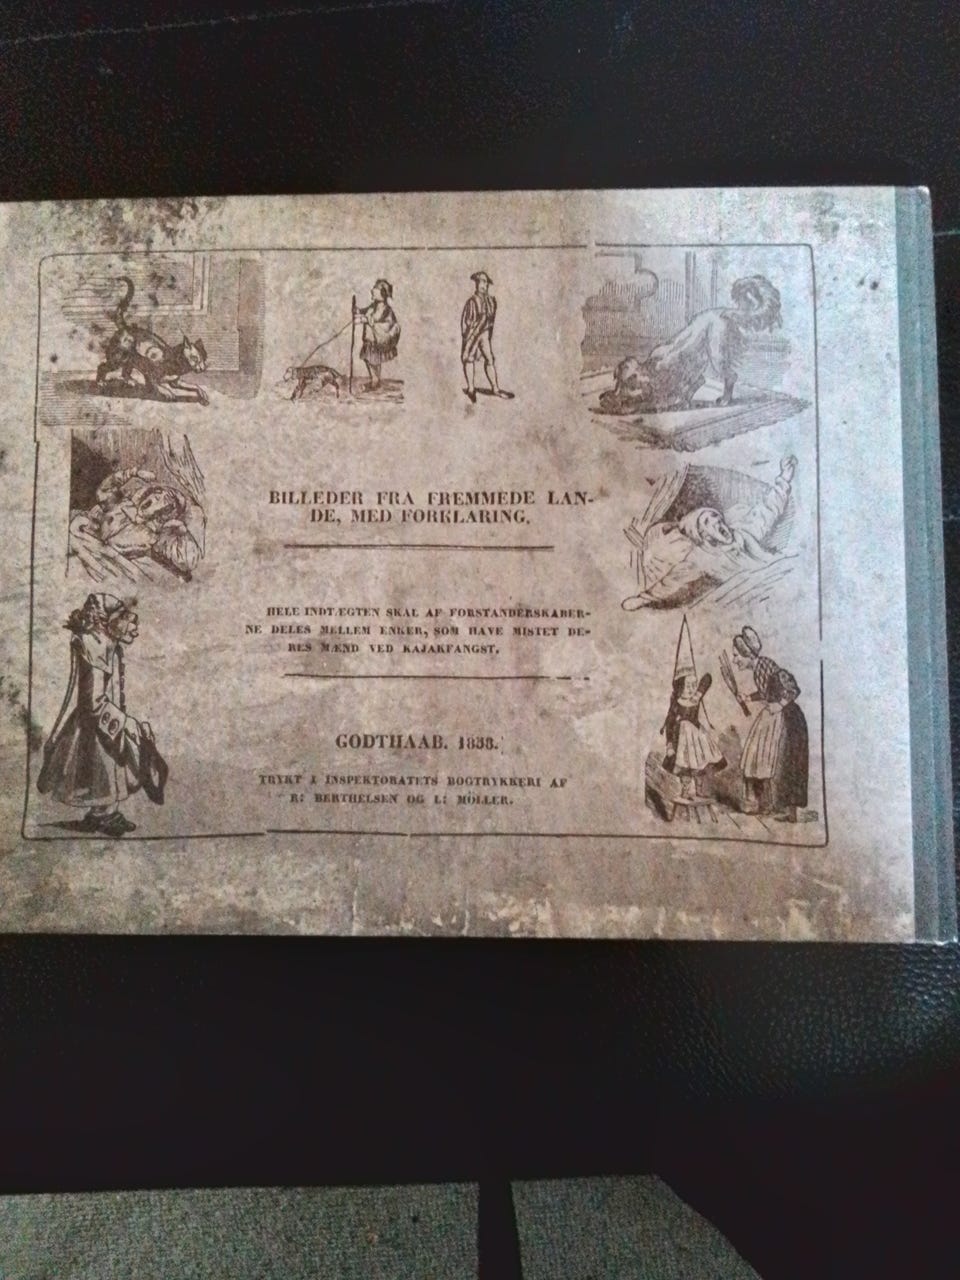 BILLEDER FRA FREMMEDE LAN-
DE, MED FORKLARING.
HELE INDTÆGTEN SKAL AF FORSTANDERSKABER-
NE DELES MELLEM ENKER, SOM HAVE MISTET DE-
RES MÆND VED KAJAKFANGST.
GODTHAAB. 1858.
TRYKT I INSPEKTORATETS BOGTRYKKERI AF
R: BERTHELSEN OG L: MÖLLER.